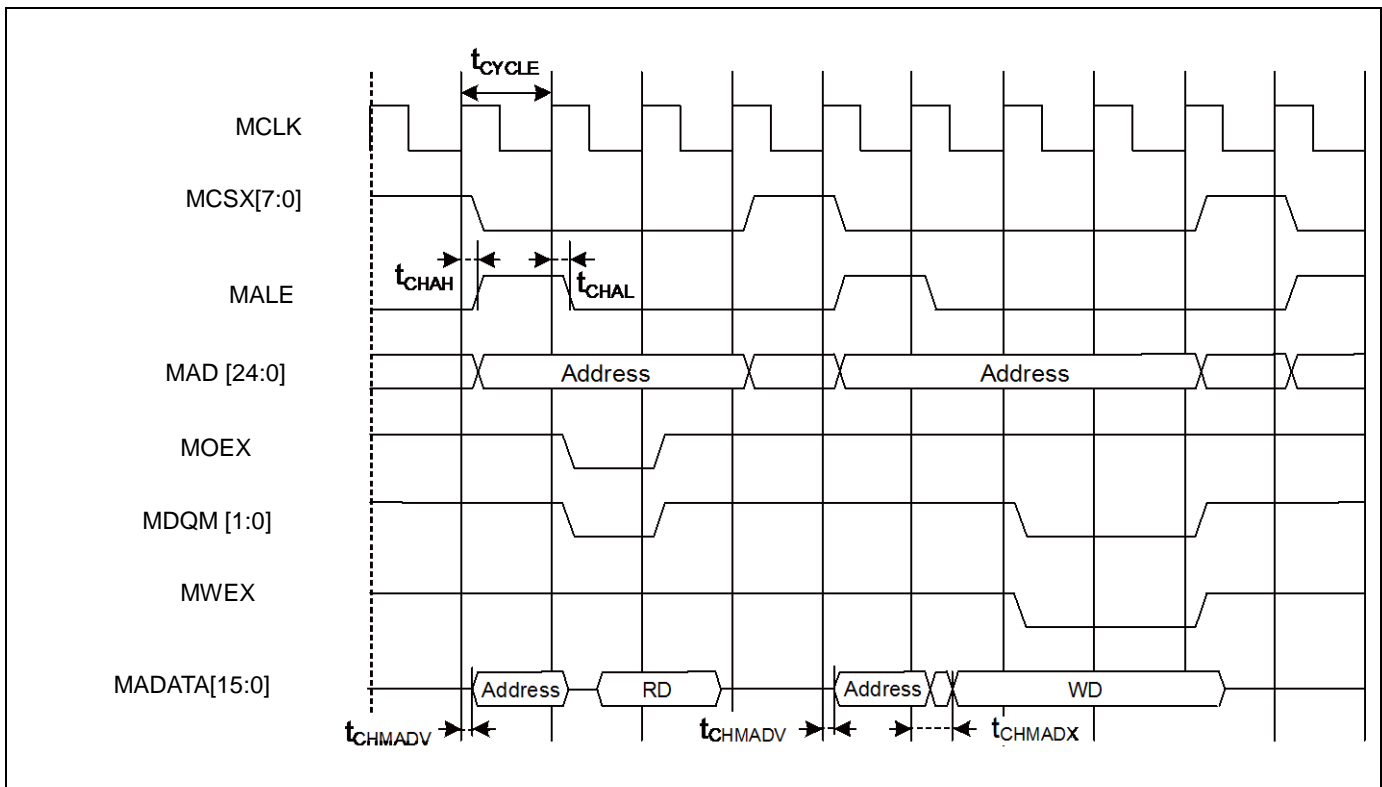 tCYCLE
MCLK
MCSX[7:0]
tCHAH
tCHAL
MALE
MAD [24:0]
Address
Address
MOEX
MDQM [1:0]
MWEX
MADATA[15:0]
Address
RD
Address
WD
tCHMADV
tCHMADV
tCHMADX